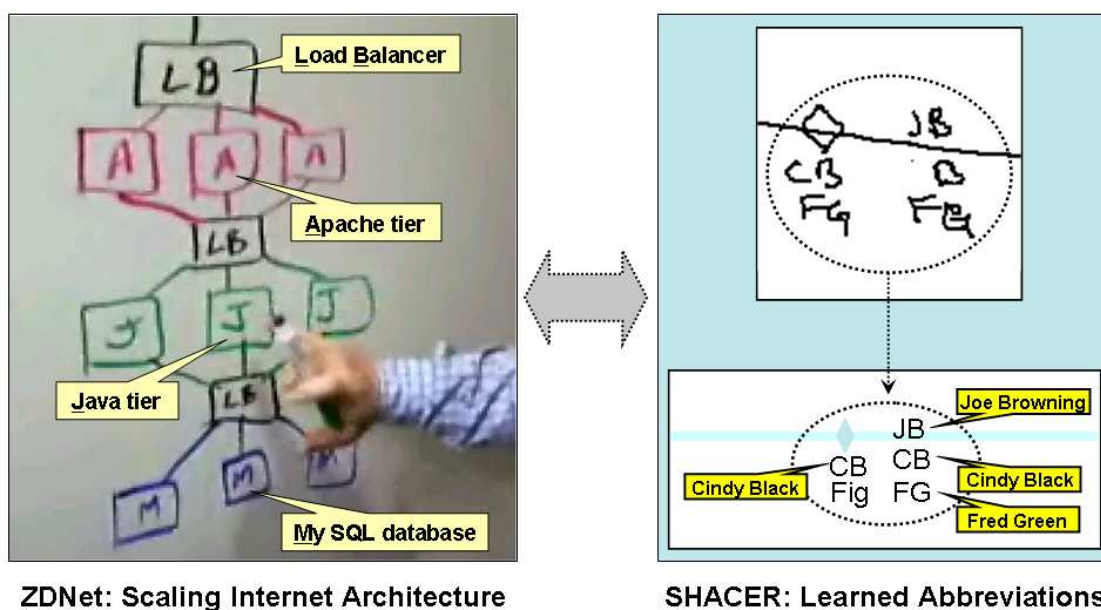 LB
Load Balancer
A A A
Apache tier
LB
J J J
Java tier
LB
M M M
My SQL database
ZDNet: Scaling Internet Architecture
JB
CB
FG
JB
Joe Browning
CB CB
Cindy Black
Cindy Black
Fig FG
Fred Green
SHACER: Learned Abbreviations